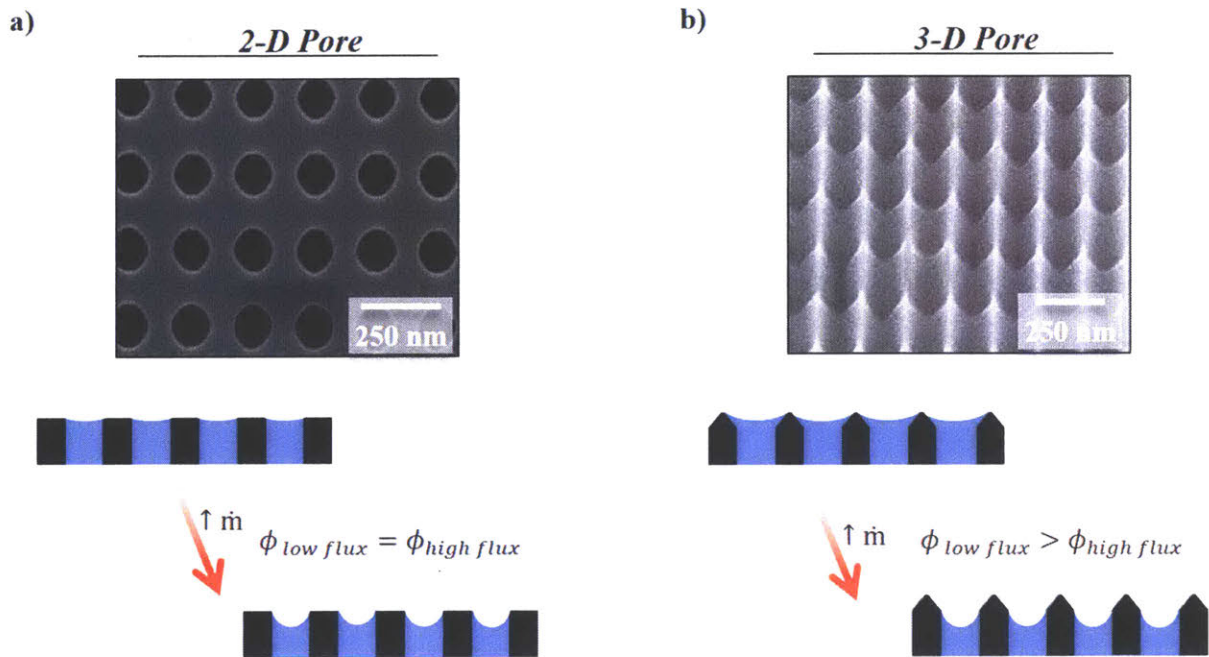 a)
2-D Pore
250 nm
↑ ṁ
ϕ low flux = ϕ high flux
b)
3-D Pore
250 nm
↑ ṁ
ϕ low flux > ϕ high flux